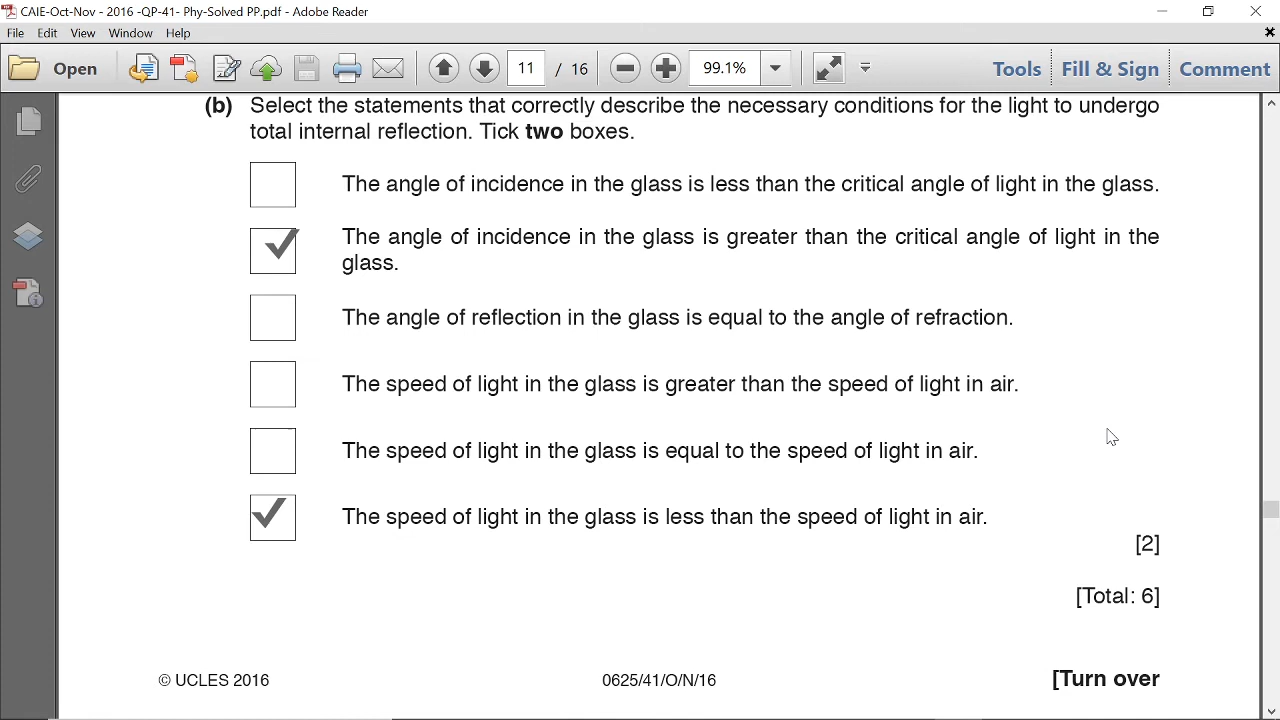 CAIE-Oct-Nov - 2016 -QP-41- Phy-Solved PP.pdf - Adobe Reader
File Edit View Window Help
Open 11 / 16 99.1% Tools Fill & Sign Comment
(b) Select the statements that correctly describe the necessary conditions for the light to undergo
total internal reflection. Tick two boxes.
The angle of incidence in the glass is less than the critical angle of light in the glass.
The angle of incidence in the glass is greater than the critical angle of light in the
glass.
The angle of reflection in the glass is equal to the angle of refraction.
The speed of light in the glass is greater than the speed of light in air.
The speed of light in the glass is equal to the speed of light in air.
The speed of light in the glass is less than the speed of light in air.
[2]
[Total: 6]
© UCLES 2016 0625/41/O/N/16 [Turn over